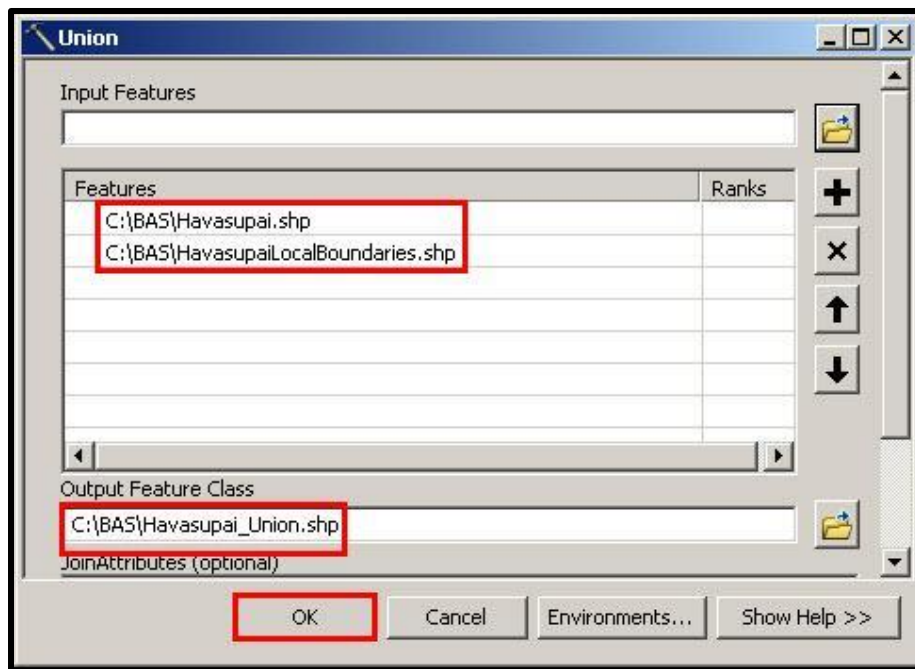 Union
Input Features
Features Ranks
C:\BAS\Havasupai.shp
C:\BAS\HavasupaiLocalBoundaries.shp
Output Feature Class
C:\BAS\Havasupai_Union.shp
JoinAttributes (optional)
OK Cancel Environments... Show Help >>